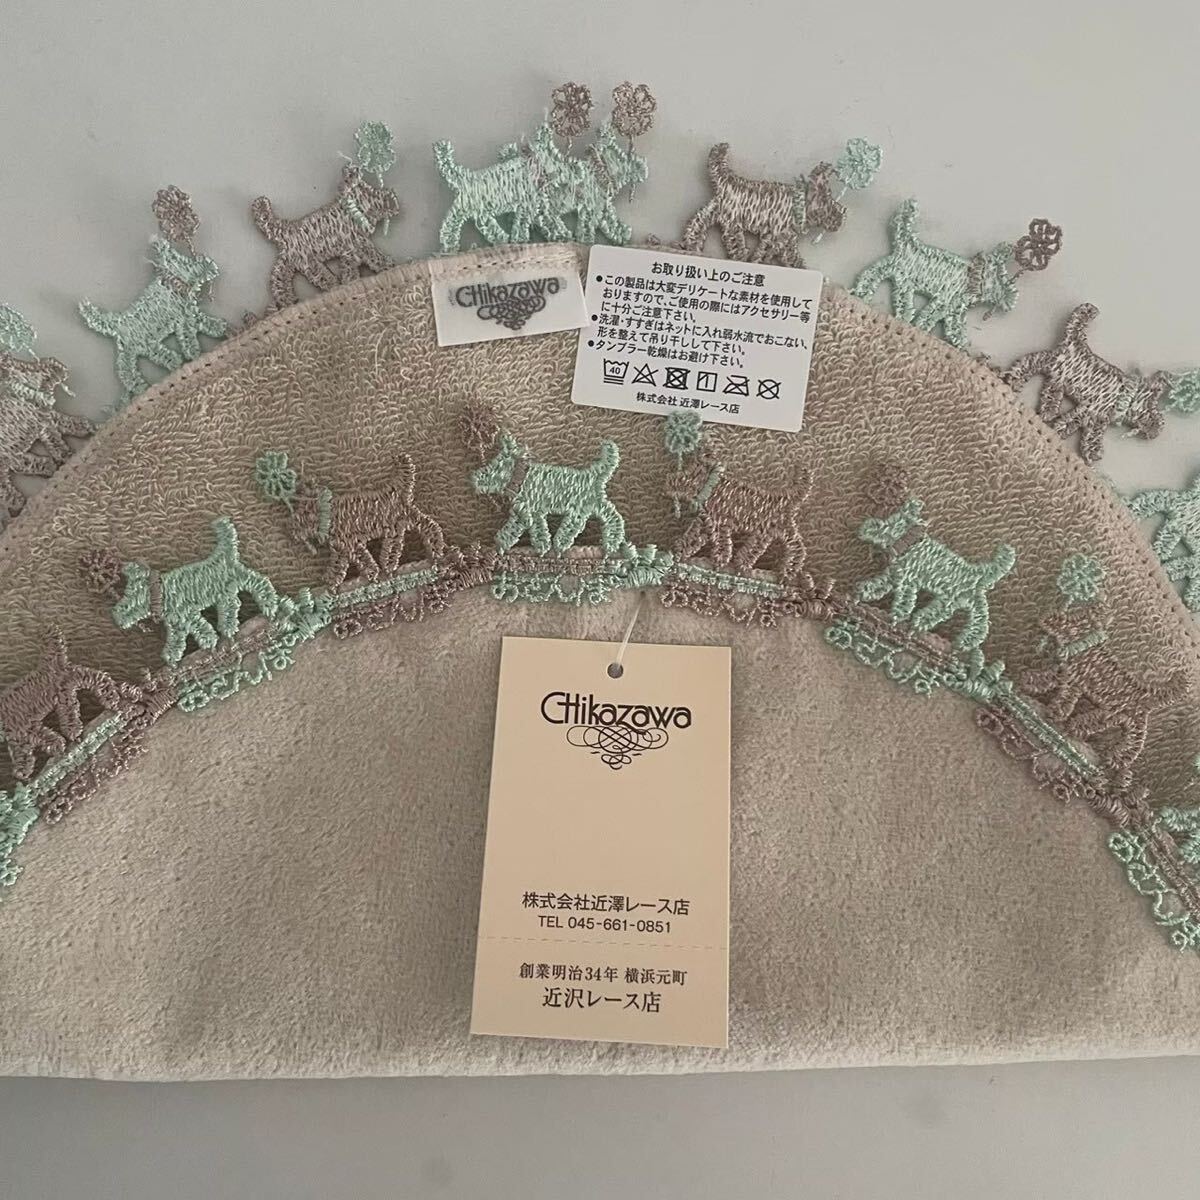 CHikazawa
お取り扱い上のご注意
●この製品は大変デリケートな素材を使用して
おりますので、ご使用の際にはアクセサリー等
に十分ご注意下さい。
●洗濯・すすぎはネットに入れ弱水流でおこない、
形を整えて吊り干しして下さい。
●タンブラー乾燥はお避け下さい。
40
株式会社 近澤レース店
CHikazawa
株式会社近澤レース店
TEL 045-661-0851
創業明治34年 横浜元町
近沢レース店